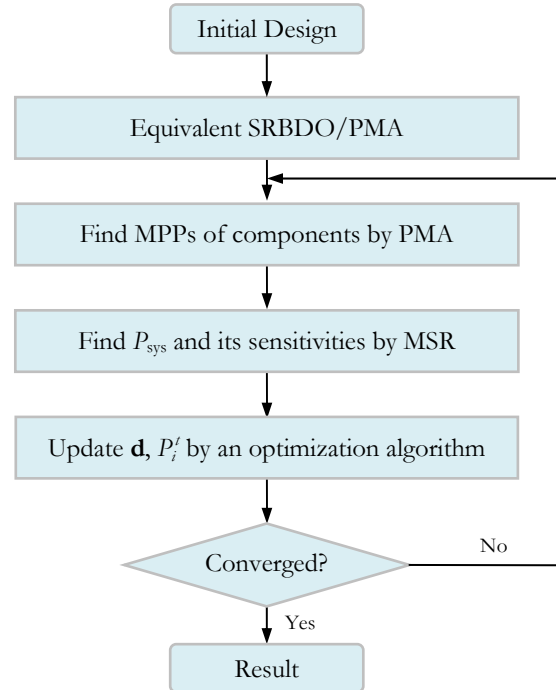 Initial Design
Equivalent SRBDO/PMA
Find MPPs of components by PMA
Find P_sys and its sensitivities by MSR
Update d, P_i^t by an optimization algorithm
Converged?
No
Yes
Result